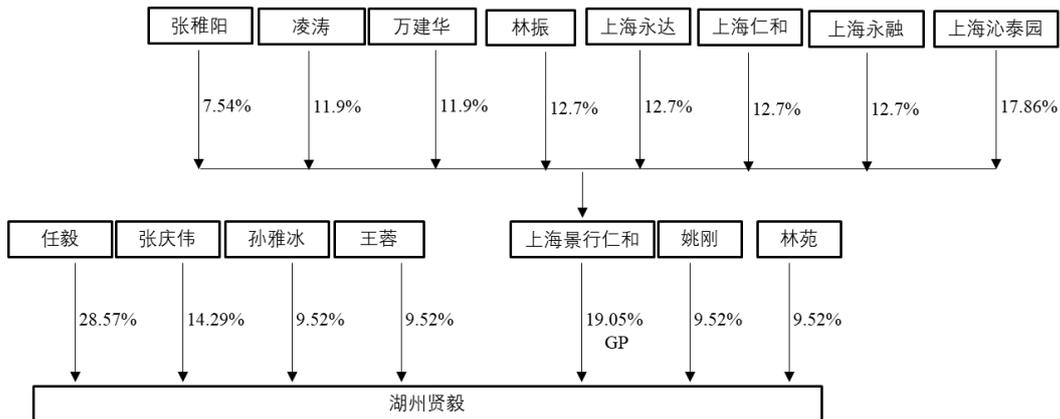 张稚阳
凌涛
万建华
林振
上海永达
上海仁和
上海永融
上海沁泰园
7.54%
11.9%
11.9%
12.7%
12.7%
12.7%
12.7%
17.86%
任毅
张庆伟
孙雅冰
王蓉
上海景行仁和
姚刚
林苑
28.57%
14.29%
9.52%
9.52%
19.05%
GP
9.52%
9.52%
湖州贤毅